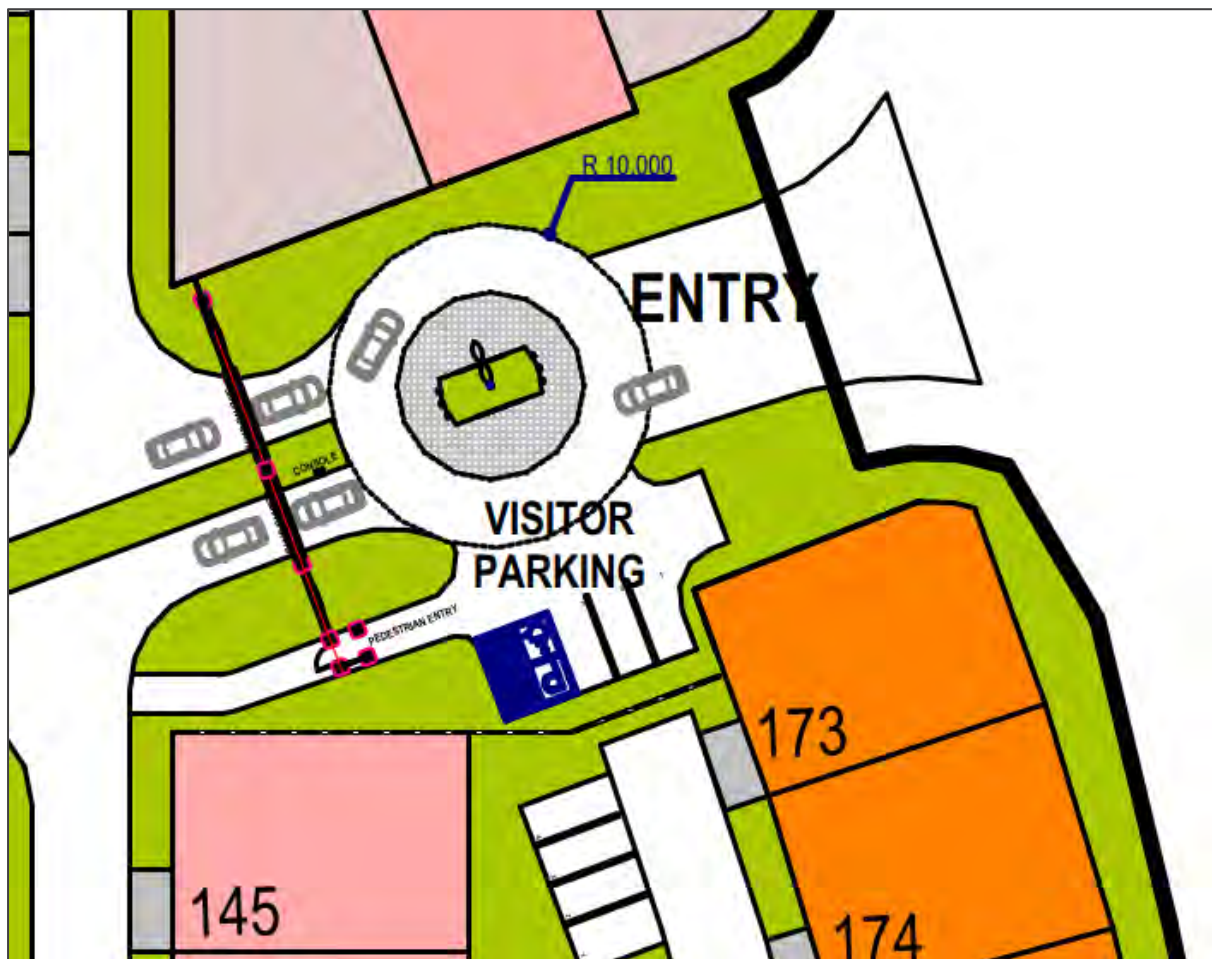 R 10.000
ENTRY
CONSOLE
VISITOR
PARKING
PEDESTRIAN ENTRY
173
145
174